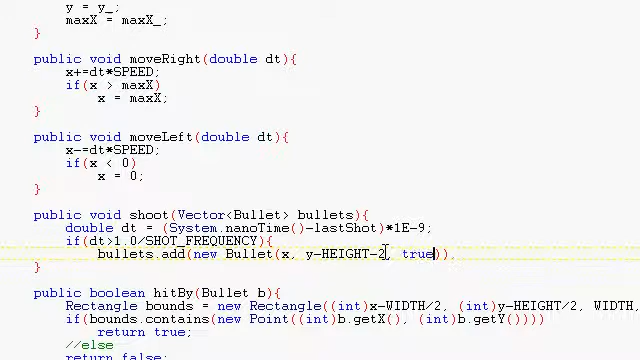 y = y_;
maxX = maxX_;
}
public void moveRight(double dt){
x+=dt*SPEED;
if(x > maxX)
x = maxX;
}
public void moveLeft(double dt){
x-=dt*SPEED;
if(x < 0)
x = 0;
}
public void shoot(Vector<Bullet> bullets){
double dt = (System.nanoTime()-lastShot)*1E-9;
if(dt>1.0/SHOT_FREQUENCY){
bullets.add(new Bullet(x, y-HEIGHT-2, true)).
}
public boolean hitBy(Bullet b){
Rectangle bounds = new Rectangle((int)x-WIDTH/2, (int)y-HEIGHT/2, WIDTH,
if(bounds.contains(new Point((int)b.getX(), (int)b.getY())))
return true;
//else
return false;